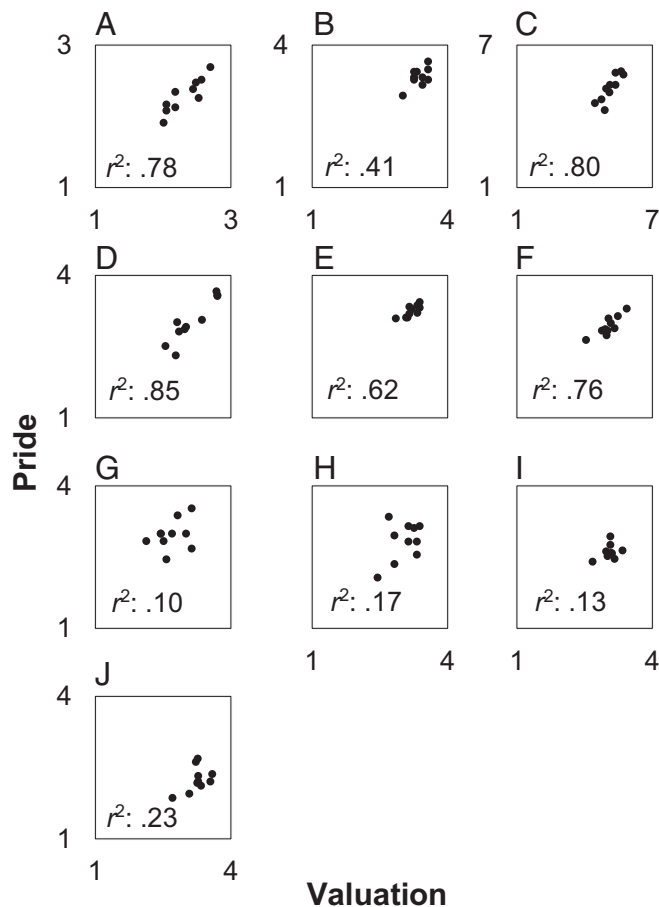 A B C
3 4 7
r²: .78 r²: .41 r²: .80
1 1 1
1 3 1 4 1 7
D E F
4
r²: .85 r²: .62 r²: .76
1
Pride
G H I
4
r²: .10 r²: .17 r²: .13
1
1 4 1 4
J
4
r²: .23
1
1 4
Valuation